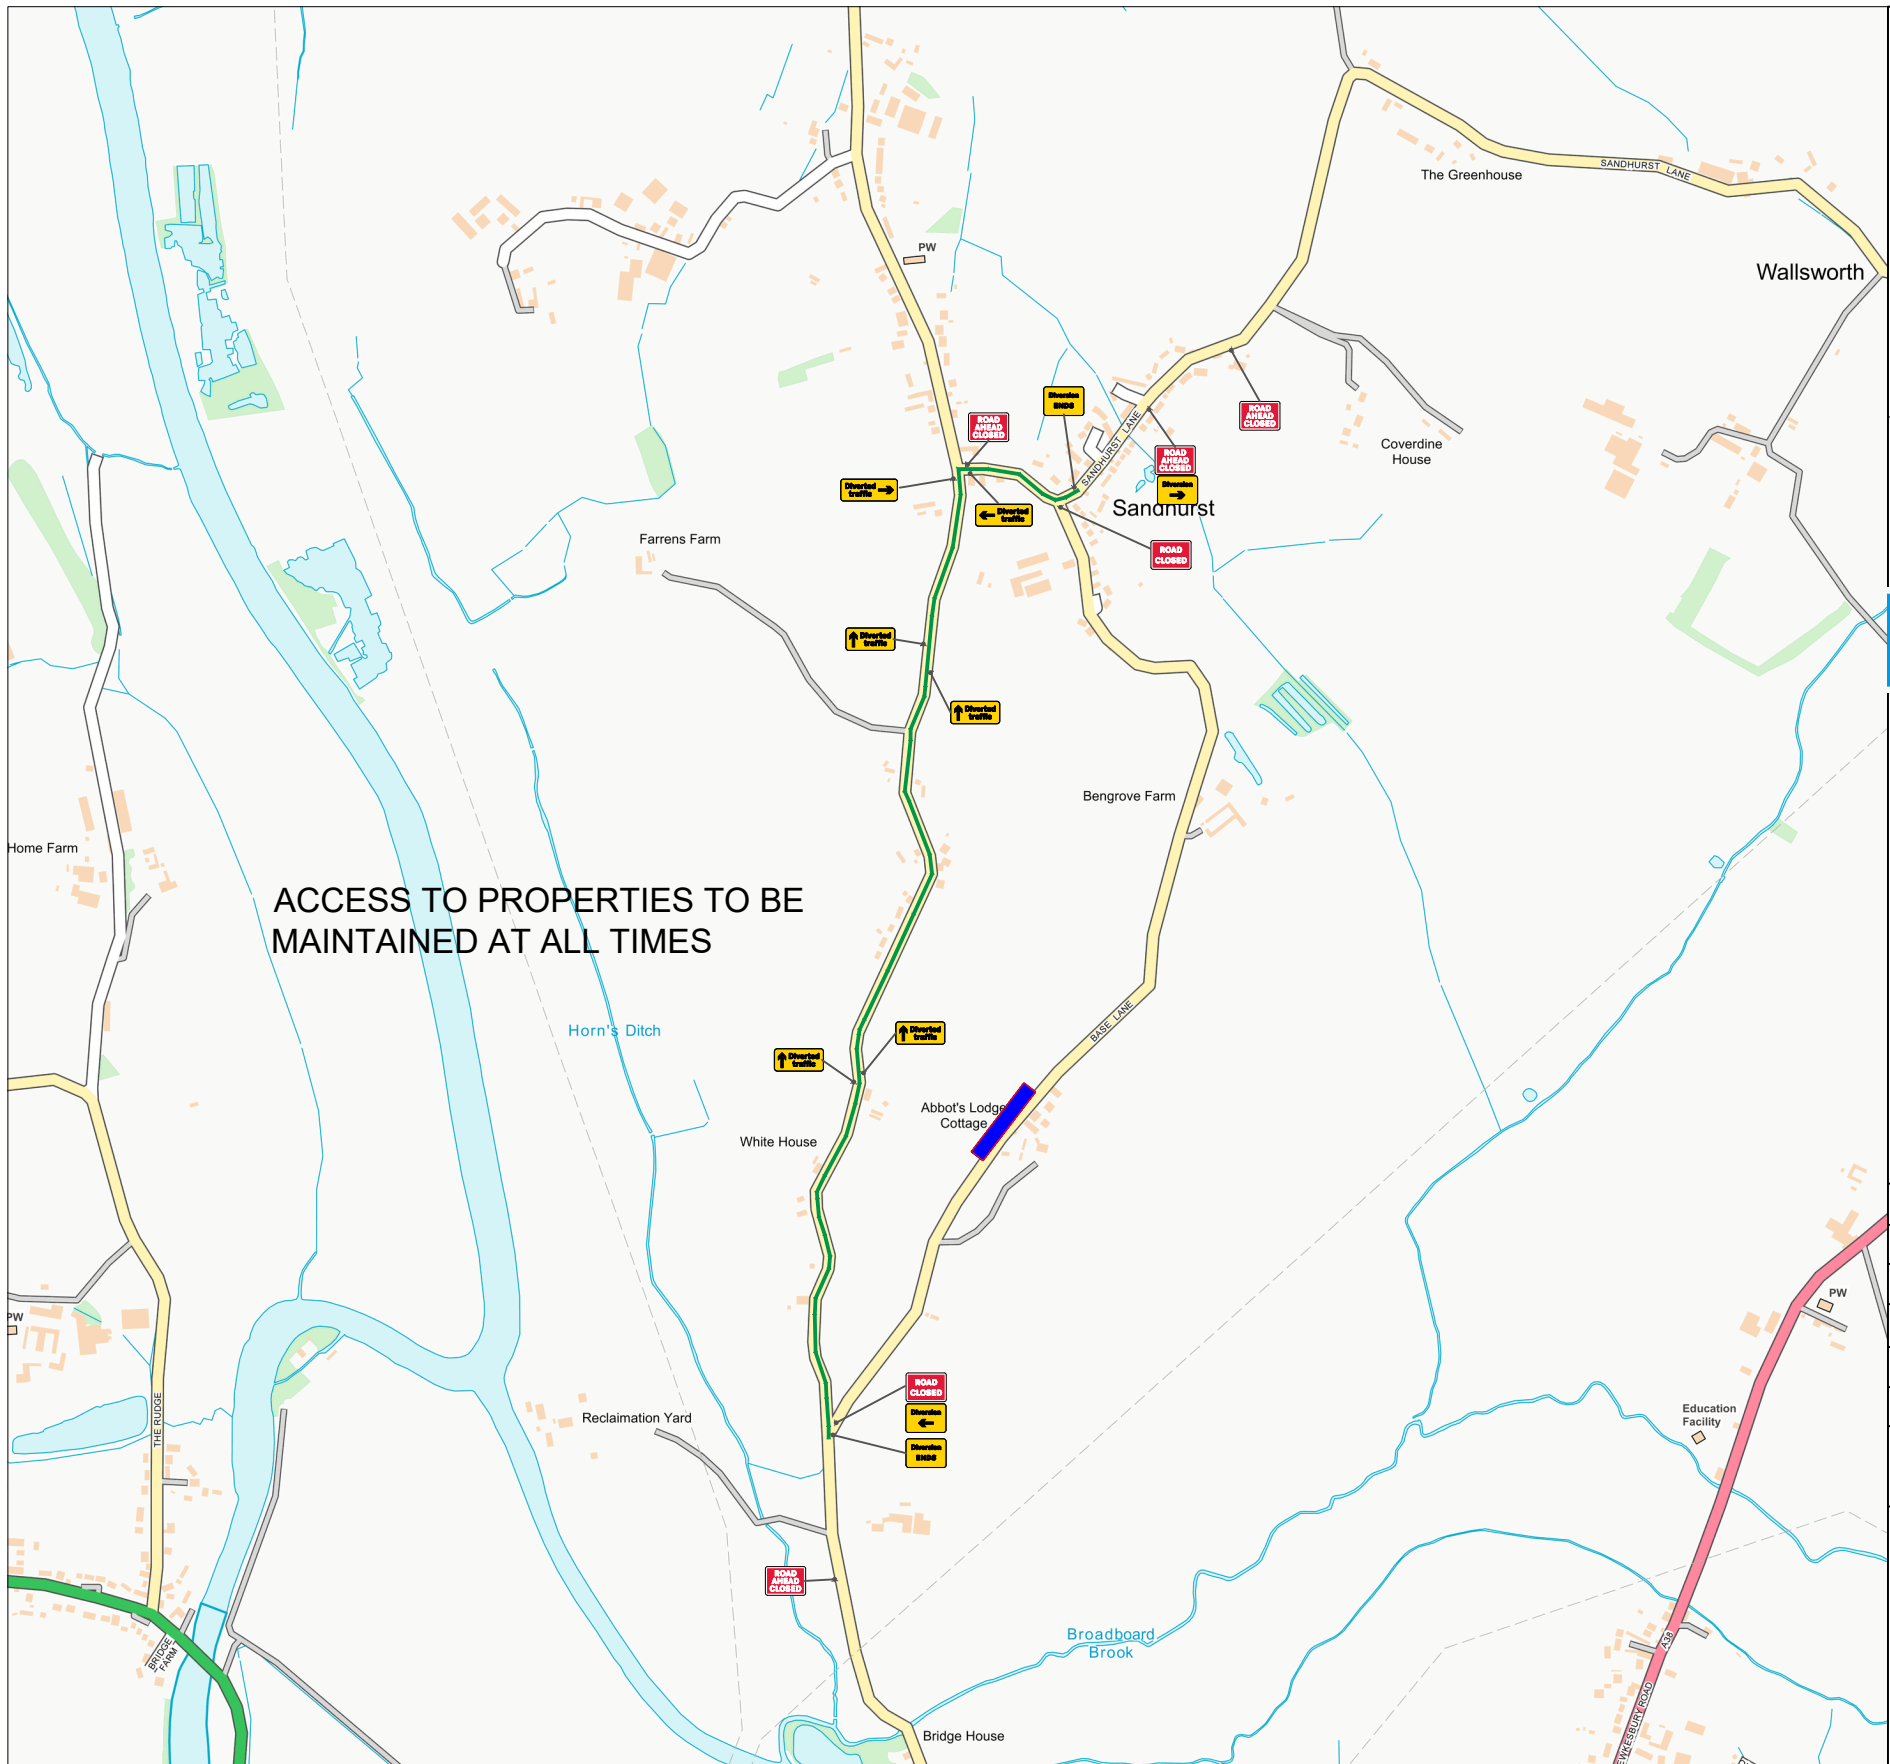 SANDHURST LANE
The Greenhouse
PW
Wallsworth
Diversion
ENDS
ROAD
AHEAD
CLOSED
ROAD
AHEAD
CLOSED
SANDHURST LANE
Coverdine
House
ROAD
AHEAD
CLOSED
Diversion
Diverted
traffic
Diverted
traffic
Sandhurst
Farrens Farm
ROAD
CLOSED
Diverted
traffic
Diverted
traffic
Bengrove Farm
Home Farm
ACCESS TO PROPERTIES TO BE
MAINTAINED AT ALL TIMES
Horn's Ditch
BASE LANE
Diverted
traffic
Diverted
traffic
Abbot's Lodge
Cottage
White House
PW
PW
ROAD
CLOSED
Diversion
Diversion
ENDS
THE RUDGE
Reclaimation Yard
Education
Facility
ROAD
AHEAD
CLOSED
BRIDGE
FARM
Broadboard
Brook
A38
EWKESBURY ROAD
Bridge House